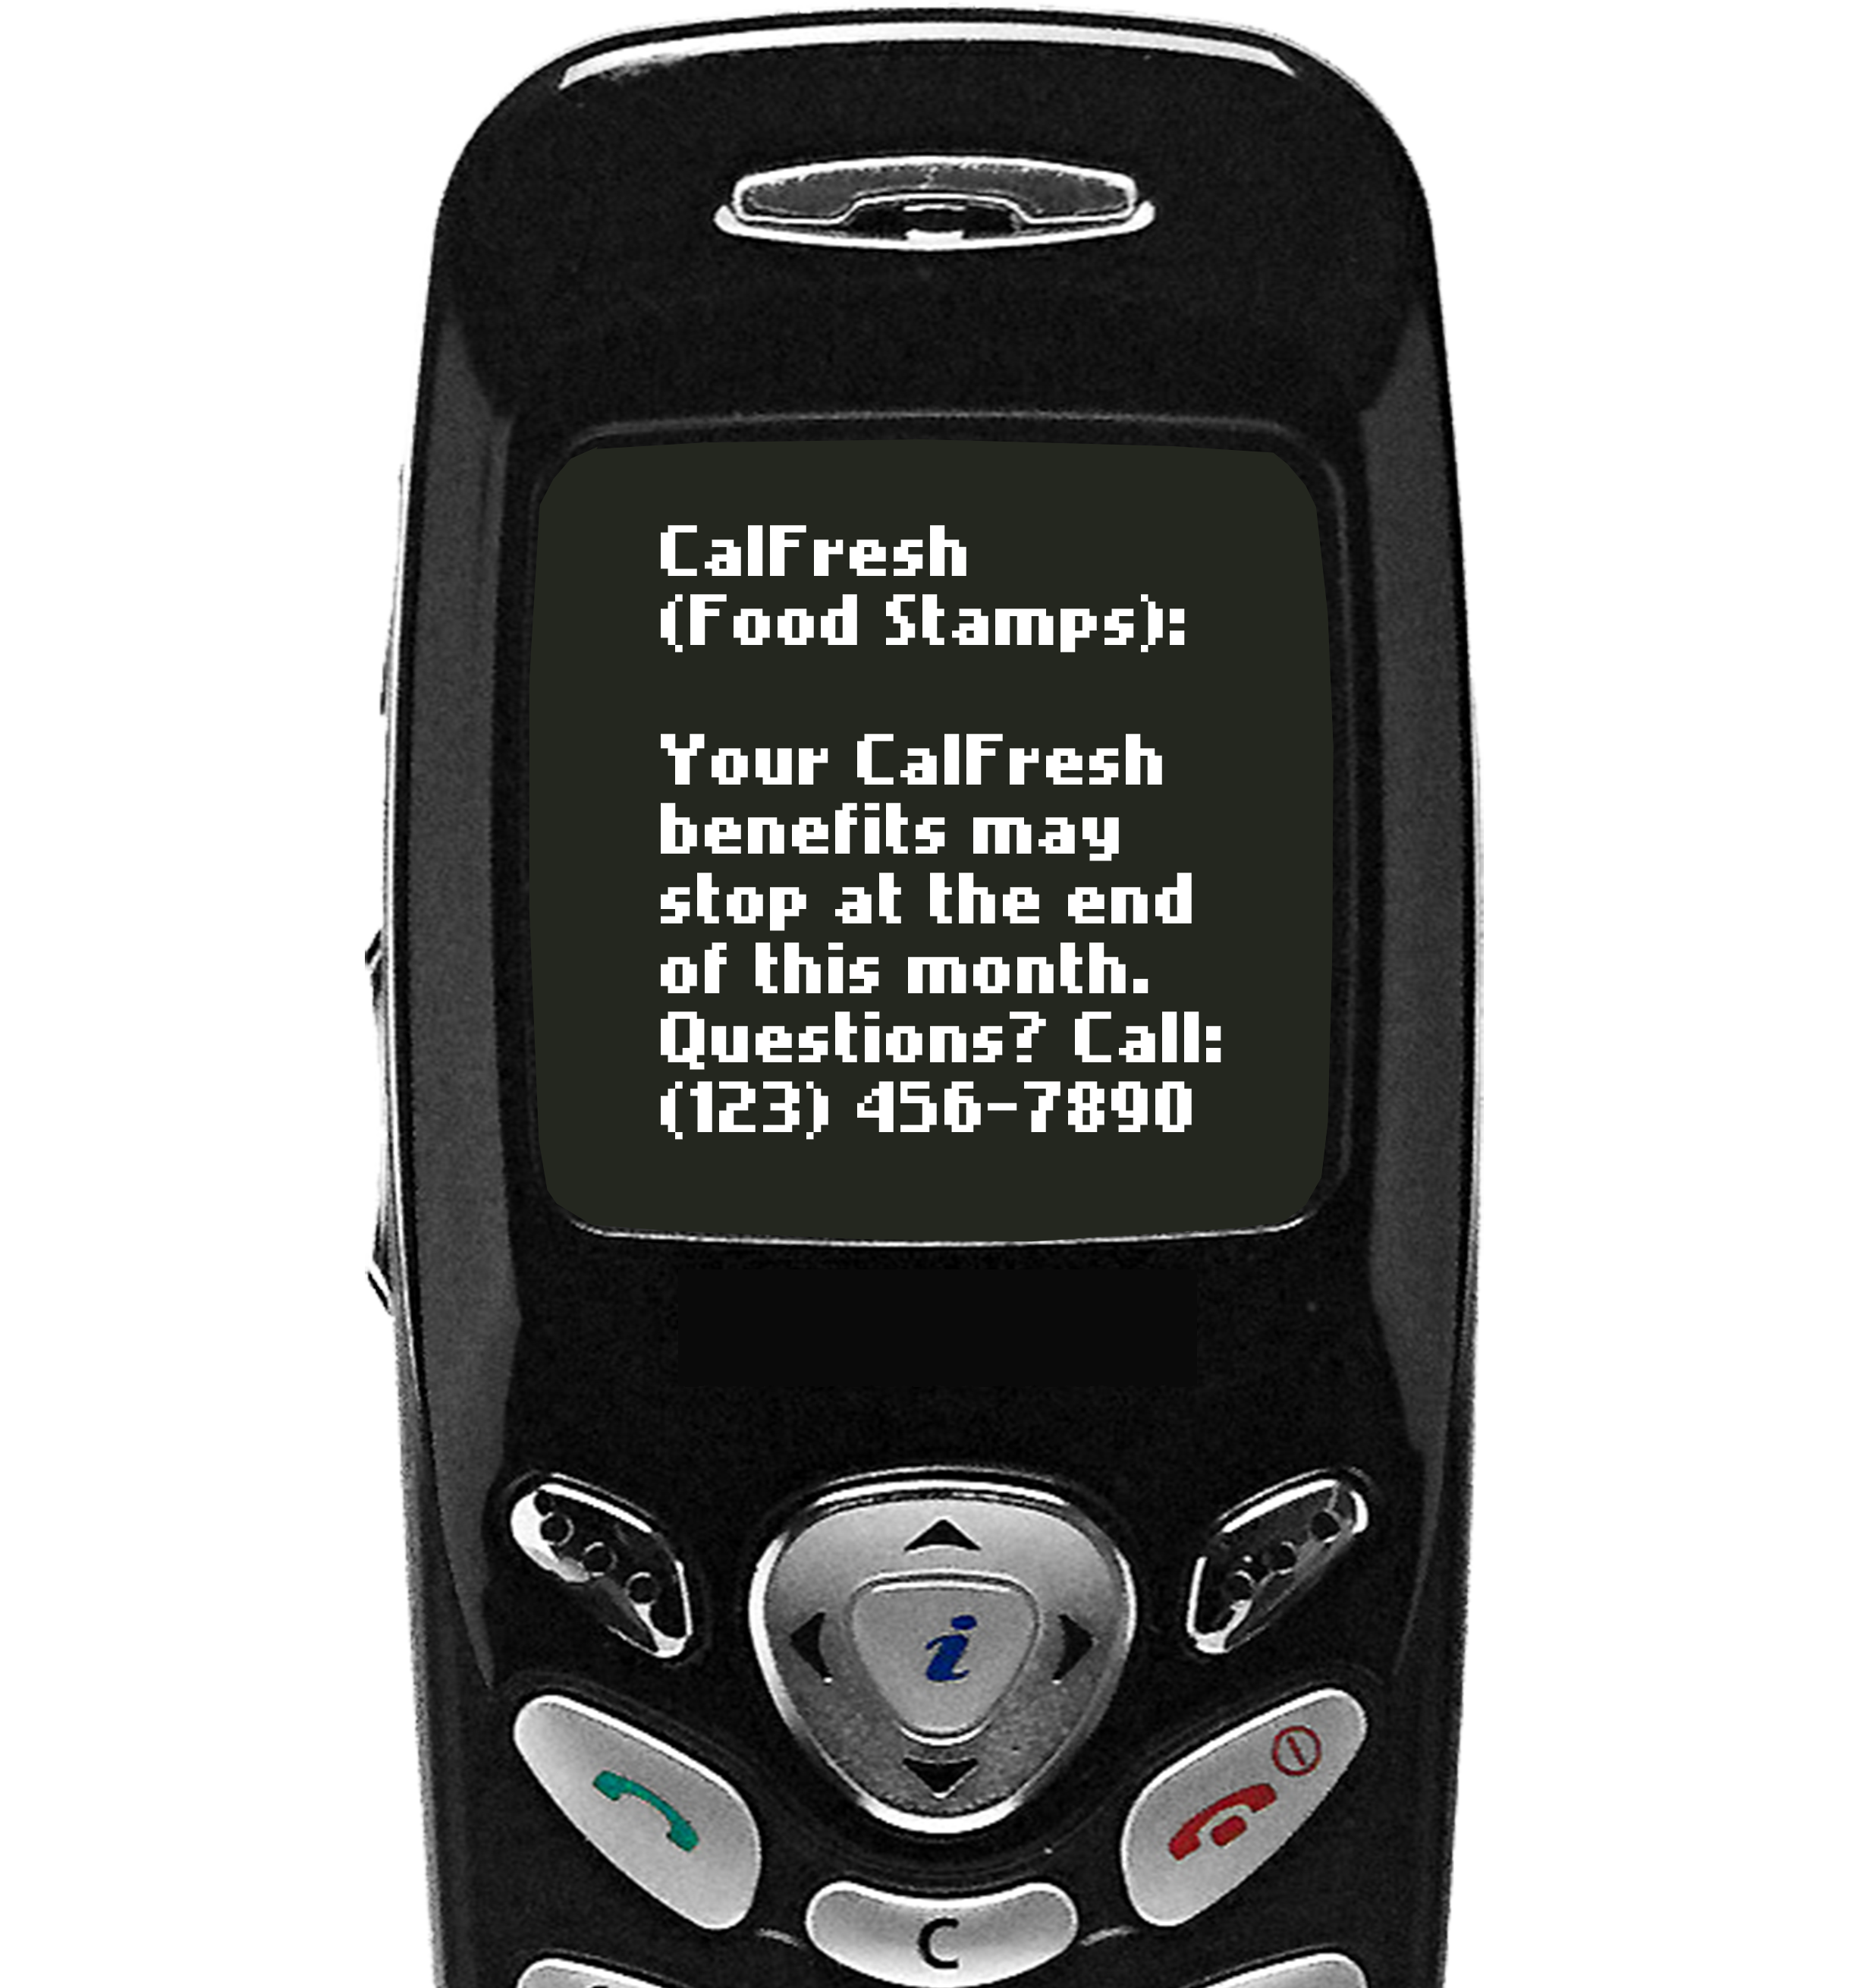 CalFresh
(Food Stamps):
Your CalFresh
benefits may
stop at the end
of this month.
Questions? Call:
(123) 456-7890
i
C